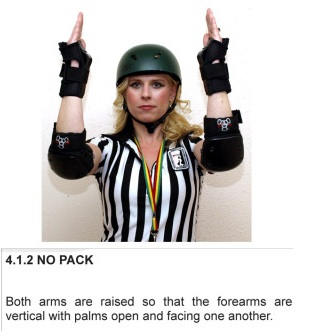 4.1.2 NO PACK
Both arms are raised so that the forearms are
vertical with palms open and facing one another.